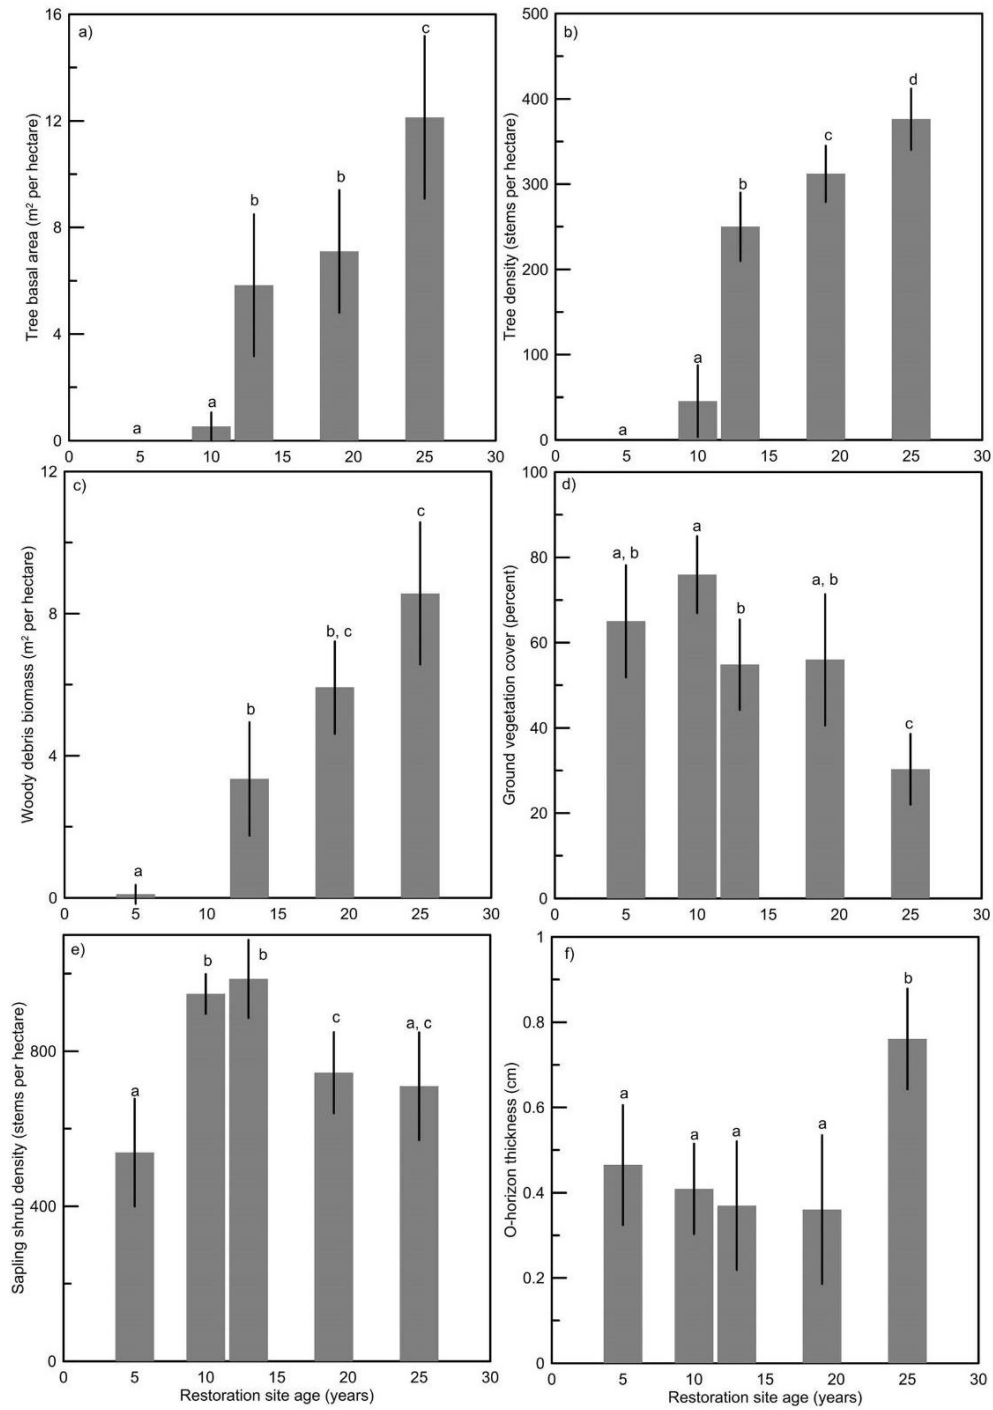 a)
Tree basal area (m² per hectare)
16
12
8
4
0
a
a
b
b
c
0 5 10 15 20 25 30
b)
Tree density (stems per hectare)
500
400
300
200
100
0
a
a
b
c
d
0 5 10 15 20 25 30
c)
Woody debris biomass (m² per hectare)
12
8
4
0
a
b
b, c
c
0 5 10 15 20 25 30
d)
Ground vegetation cover (percent)
100
80
60
40
20
0
a, b
a
b
a, b
c
0 5 10 15 20 25 30
e)
Sapling shrub density (stems per hectare)
800
400
0
a
b
b
c
a, c
0 5 10 15 20 25 30
Restoration site age (years)
f)
O-horizon thickness (cm)
1
0.8
0.6
0.4
0.2
0
a
a
a
a
b
0 5 10 15 20 25 30
Restoration site age (years)